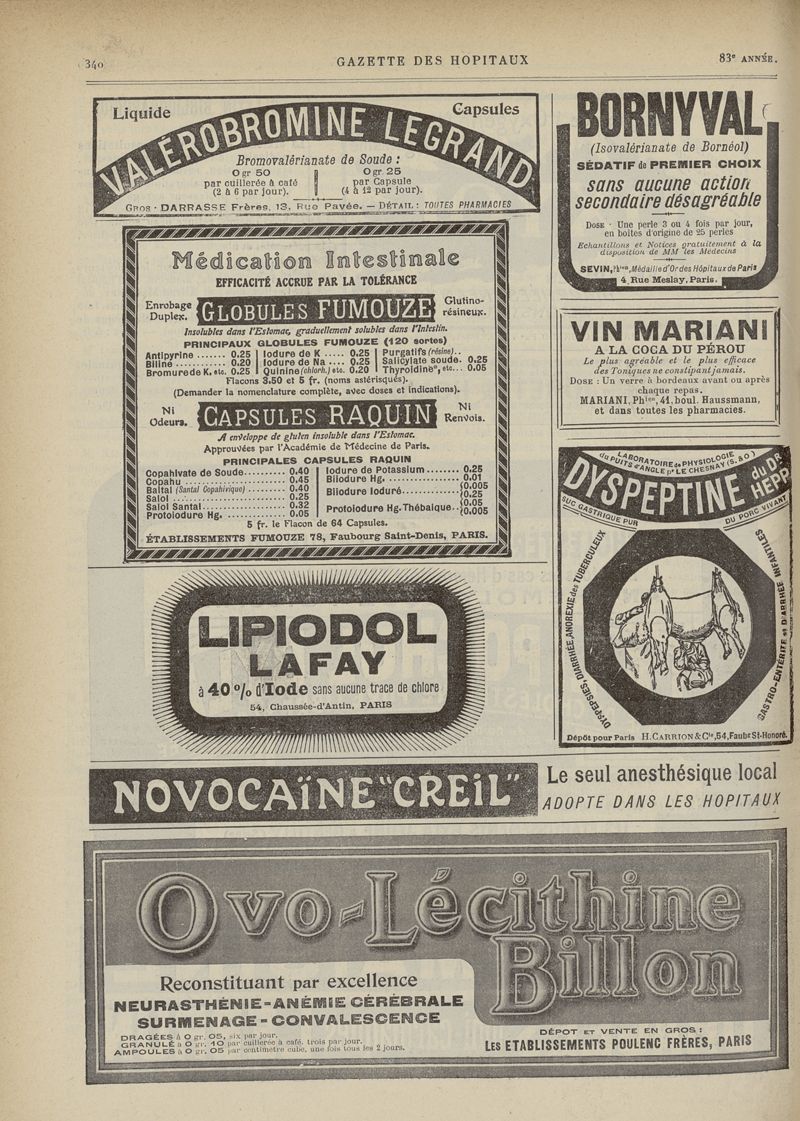 340
GAZETTE DES HOPITAUX
83e ANNÉE.
Liquide
Capsules
VALÉROBROMINE LEGRAND
Bromovalérianate de Soude :
0 gr 50
par cuillerée à café
(2 à 6 par jour).
0 gr 25
par Capsule
(4 à 12 par jour).
GROS · DARRASSE Frères, 13, Rue Pavée. — DÉTAIL : TOUTES PHARMACIES
Médication Intestinale
EFFICACITÉ ACCRUE PAR LA TOLÉRANCE
Enrobage
Duplex.
GLOBULES FUMOUZE
Glutino-
résineux.
Insolubles dans l'Estomac, graduellement solubles dans l'Intestin.
PRINCIPAUX GLOBULES FUMOUZE (120 sortes)
Antipyrine ....... 0.25
Biline ............ 0.20
Bromure de K, etc. 0.25
Iodure de K ..... 0.25
Iodure de Na .... 0.25
Quinine (chlorh.) etc. 0.20
Purgatifs (résine)..
Salicylate soude. 0.25
Thyroïdine*, etc... 0.05
Flacons 3.50 et 5 fr. (noms astérisqués).
(Demander la nomenclature complète, avec doses et indications).
Ni
Odeurs.
CAPSULES RAQUIN
Ni
Renvois.
A enveloppe de gluten insoluble dans l'Estomac.
Approuvées par l'Académie de Médecine de Paris.
PRINCIPALES CAPSULES RAQUIN
Copahivate de Soude.......... 0.40
Copahu ...................... 0.45
Baltal (Santal Copahivique) ......... 0.40
Salol ........................ 0.25
Salol Santal .................. 0.32
Protoiodure Hg. ............. 0.05
Iodure de Potassium ........ 0.25
Biiodure Hg. ................. 0.01
Biiodure Ioduré............. {0.005
{0.25
Protoiodure Hg. Thébaïque.. {0.05
{0.005
5 fr. le Flacon de 64 Capsules.
ÉTABLISSEMENTS FUMOUZE 78, Faubourg Saint-Denis, PARIS.
LIPIODOL
LAFAY
à 40 % d'Iode sans aucune trace de chlore
54, Chaussée-d'Antin, PARIS
BORNYVAL
(Isovalérianate de Bornéol)
SÉDATIF de PREMIER CHOIX
sans aucune action
secondaire désagréable
DOSE · Une perle 3 ou 4 fois par jour,
en boîtes d'origine de 25 perles
Echantillons et Notices gratuitement à la
disposition de MM les Médecins
SEVIN, Phien, Médaille d'Or des Hôpitaux de Paris
4, Rue Meslay, Paris.
VIN MARIANI
A LA COCA DU PÉROU
Le plus agréable et le plus efficace
des Toniques ne constipant jamais.
DOSE : Un verre à bordeaux avant ou après
chaque repas.
MARIANI, Phien, 41, boul. Haussmann,
et dans toutes les pharmacies.
LABORATOIRE de PHYSIOLOGIE
du PUITS d'ANGLE pr LE CHESNAY (S. & O)
DYSPEPTINE du DR HEPP
SUC GASTRIQUE PUR
DU PORC VIVANT
DYSPEPSIES, DIARRHÉE, ANOREXIE des TUBERCULEUX
GASTRO-ENTÉRITE et DIARRHÉE INFANTILES
Dépôt pour Paris H. CARRION & Cie, 54, Faubg St-Honoré.
NOVOCAÏNE "CREIL"
Le seul anesthésique local
ADOPTE DANS LES HOPITAUX
Ovo-Lécithine
Billon
Reconstituant par excellence
NEURASTHÉNIE-ANÉMIE CÉRÉBRALE
SURMENAGE - CONVALESCENCE
DRAGÉES à 0 gr. 05, six par jour.
GRANULÉ à 0 gr. 10 par cuillerée à café, trois par jour.
AMPOULES à 0 gr. 05 par centimètre cube, une fois tous les 2 jours.
DÉPOT ET VENTE EN GROS :
LES ETABLISSEMENTS POULENC FRÈRES, PARIS